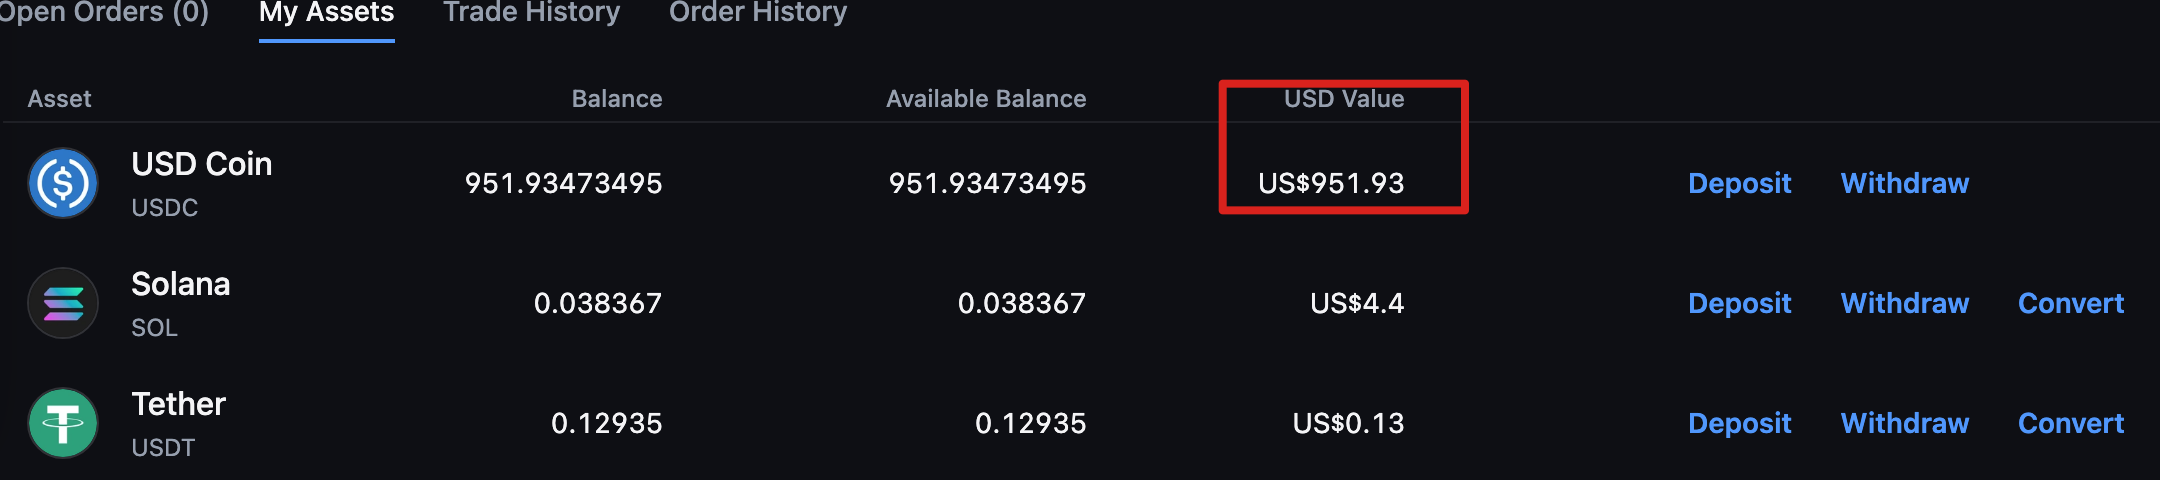 Open Orders (0) My Assets Trade History Order History
Asset Balance Available Balance USD Value
USD Coin
USDC
951.93473495 951.93473495 US$951.93 Deposit Withdraw
Solana
SOL
0.038367 0.038367 US$4.4 Deposit Withdraw Convert
Tether
USDT
0.12935 0.12935 US$0.13 Deposit Withdraw Convert